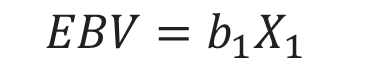 EBV = b₁X₁